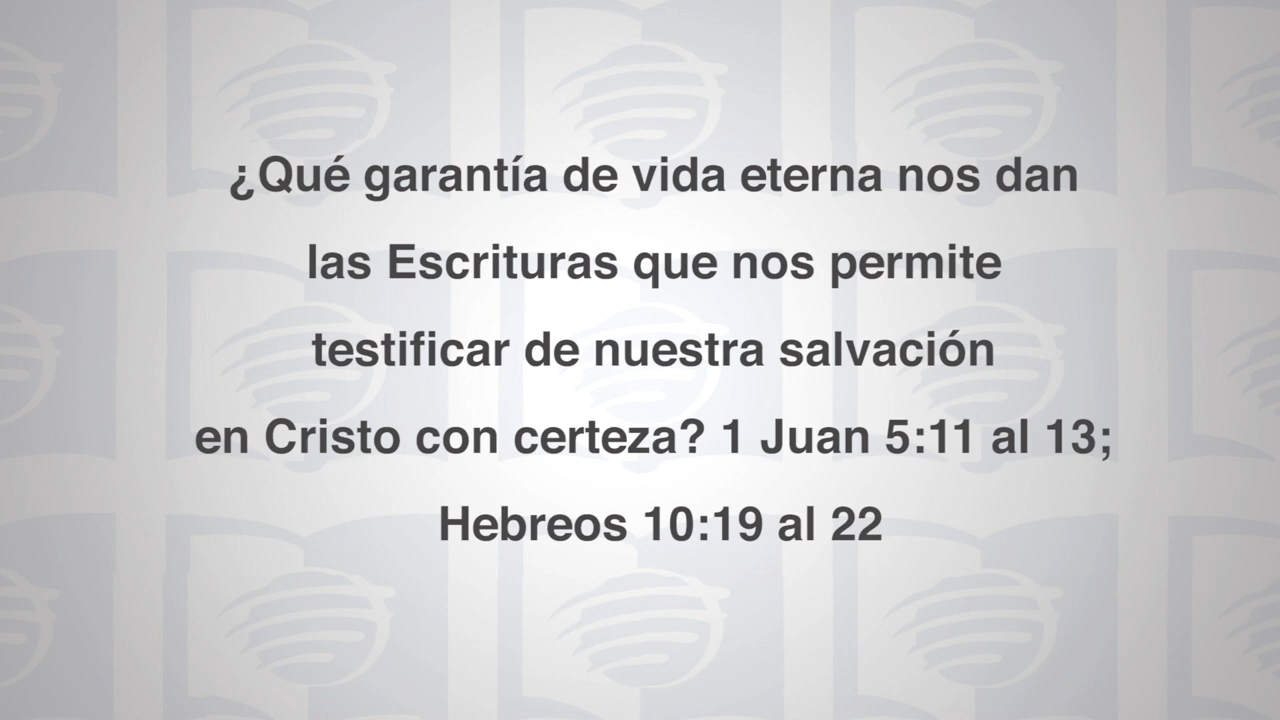 ¿Qué garantía de vida eterna nos dan
las Escrituras que nos permite
testificar de nuestra salvación
en Cristo con certeza? 1 Juan 5:11 al 13;
Hebreos 10:19 al 22